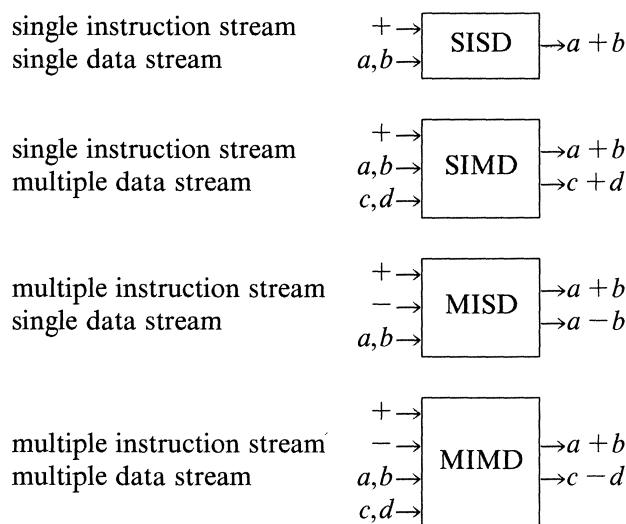 single instruction stream
single data stream
+→
a,b→
SISD
→a + b
single instruction stream
multiple data stream
+→
a,b→
c,d→
SIMD
→a + b
→c + d
multiple instruction stream
single data stream
+→
−→
a,b→
MISD
→a + b
→a − b
multiple instruction stream
multiple data stream
+→
−→
a,b→
c,d→
MIMD
→a + b
→c − d